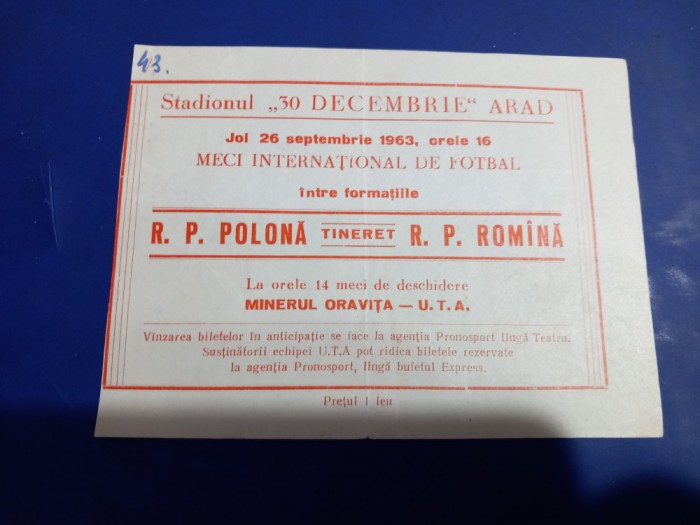 43.
Stadionul „30 DECEMBRIE“ ARAD
Joi 26 septembrie 1963, orele 16
MECI INTERNAȚIONAL DE FOTBAL
între formațiile
R. P. POLONĂ TINERET R. P. ROMÎNĂ
La orele 14 meci de deschidere
MINERUL ORAVIȚA — U. T. A.
Vînzarea biletelor în anticipație se face la agenția Pronosport lîngă Teatru.
Susținătorii echipei U.T.A pot ridica biletele rezervate
la agenția Pronosport, lîngă bufetul Express.
Prețul 1 leu